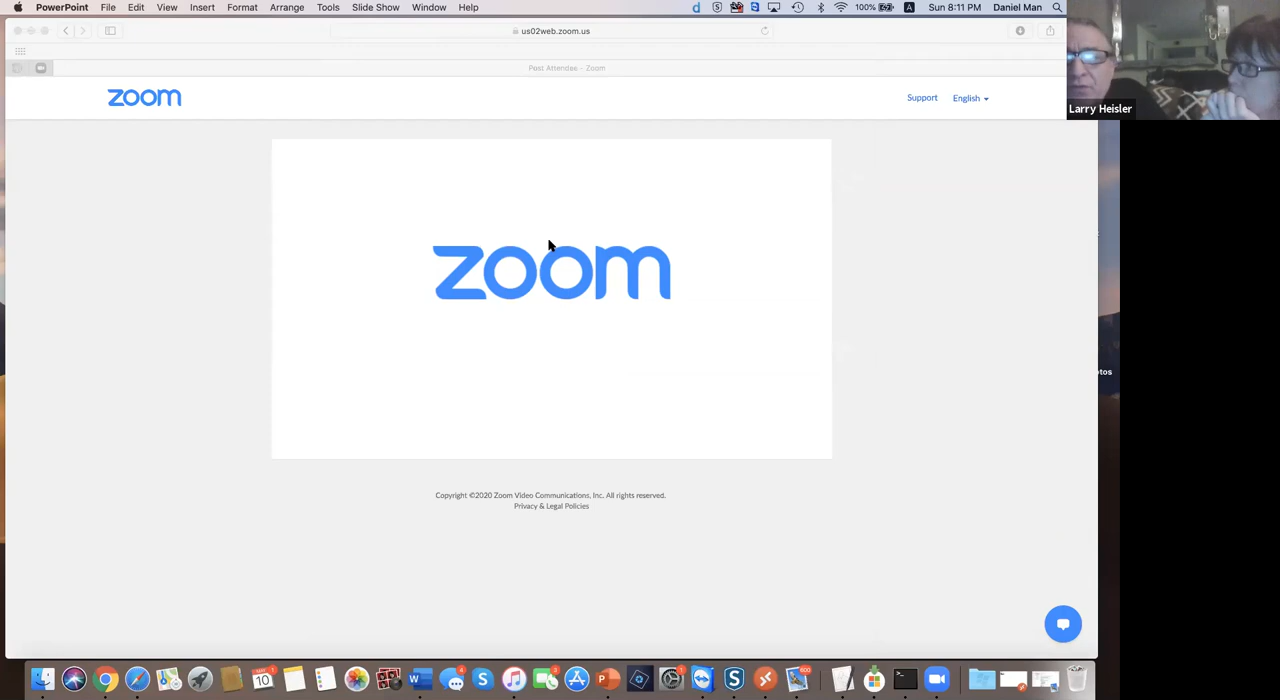 PowerPoint File Edit View Insert Format Arrange Tools Slide Show Window Help 100% A Sun 8:11 PM Daniel Man
us02web.zoom.us
Post Attendee - Zoom
zoom Support English
Larry Heisler
zoom
otos
Copyright ©2020 Zoom Video Communications, Inc. All rights reserved.
Privacy & Legal Policies
10